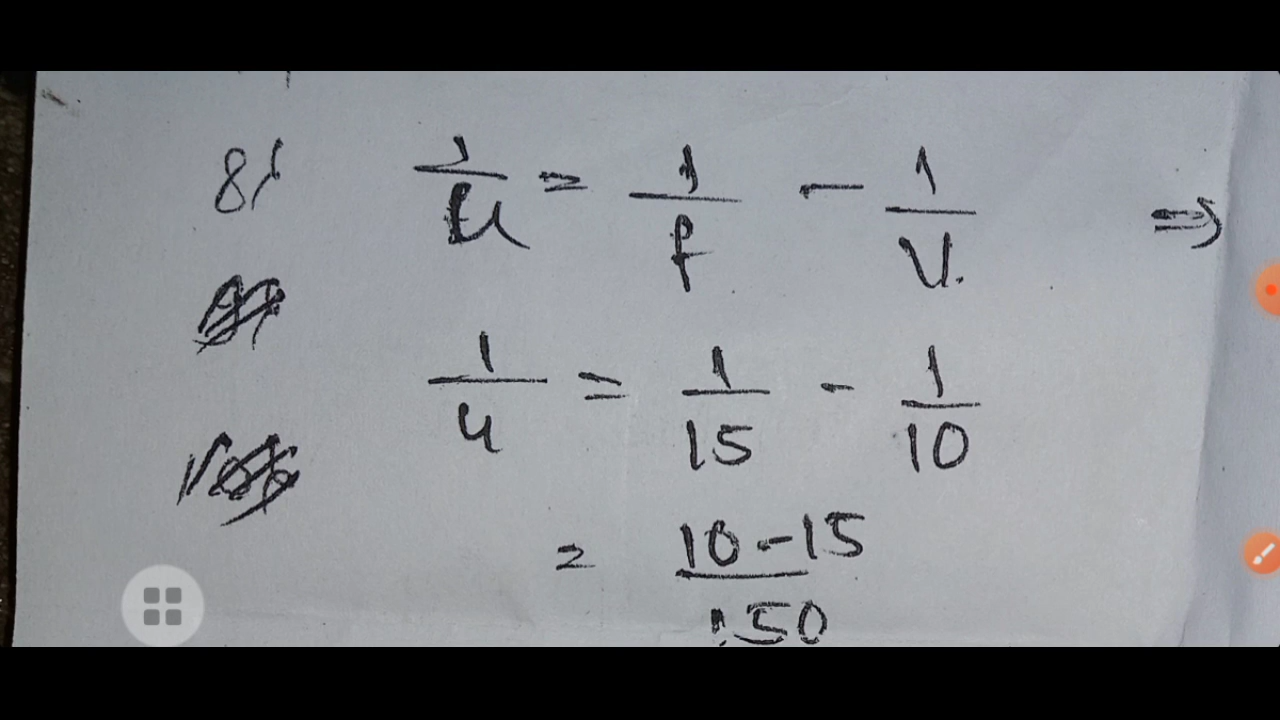 8/ 1/u = 1/f - 1/v. ⇒
1/u = 1/15 - 1/10
= 10-15/150